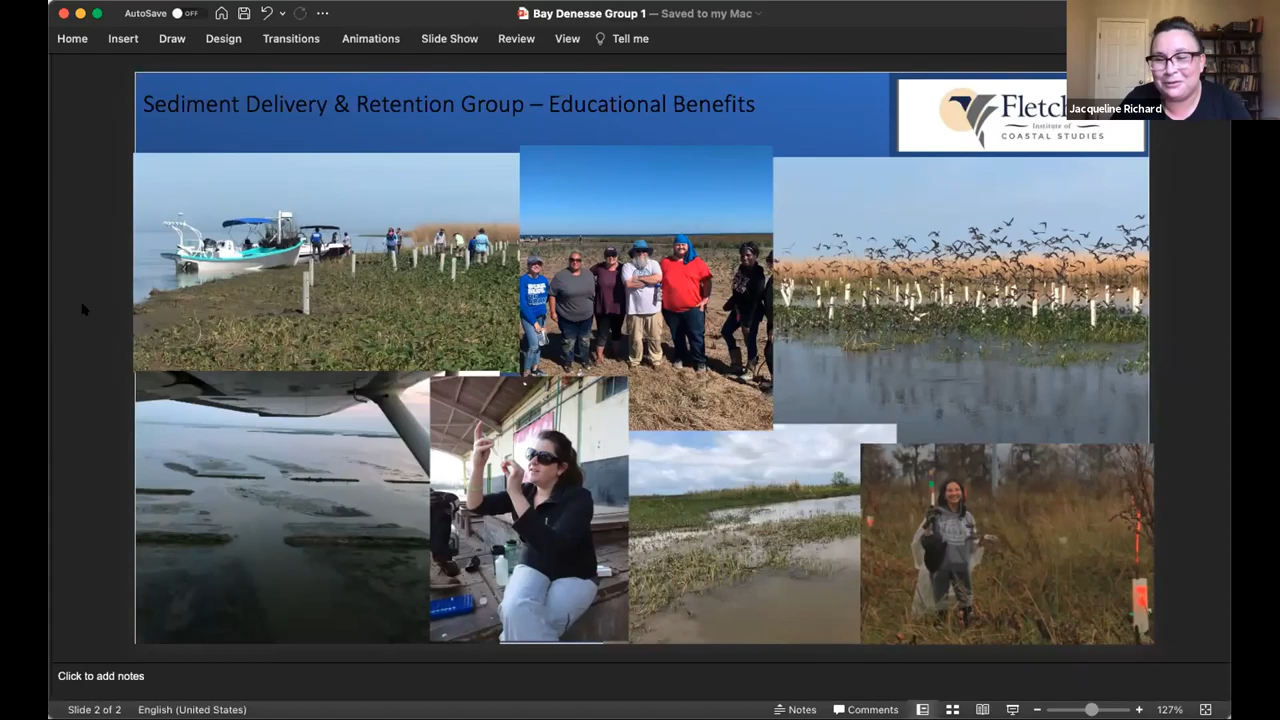 AutoSave OFF
Bay Denesse Group 1 — Saved to my Mac
Home Insert Draw Design Transitions Animations Slide Show Review View Tell me
Sediment Delivery & Retention Group – Educational Benefits
Institute of
COASTAL STUDIES
Jacqueline Richard
Click to add notes
Slide 2 of 2 English (United States) Notes Comments 127%